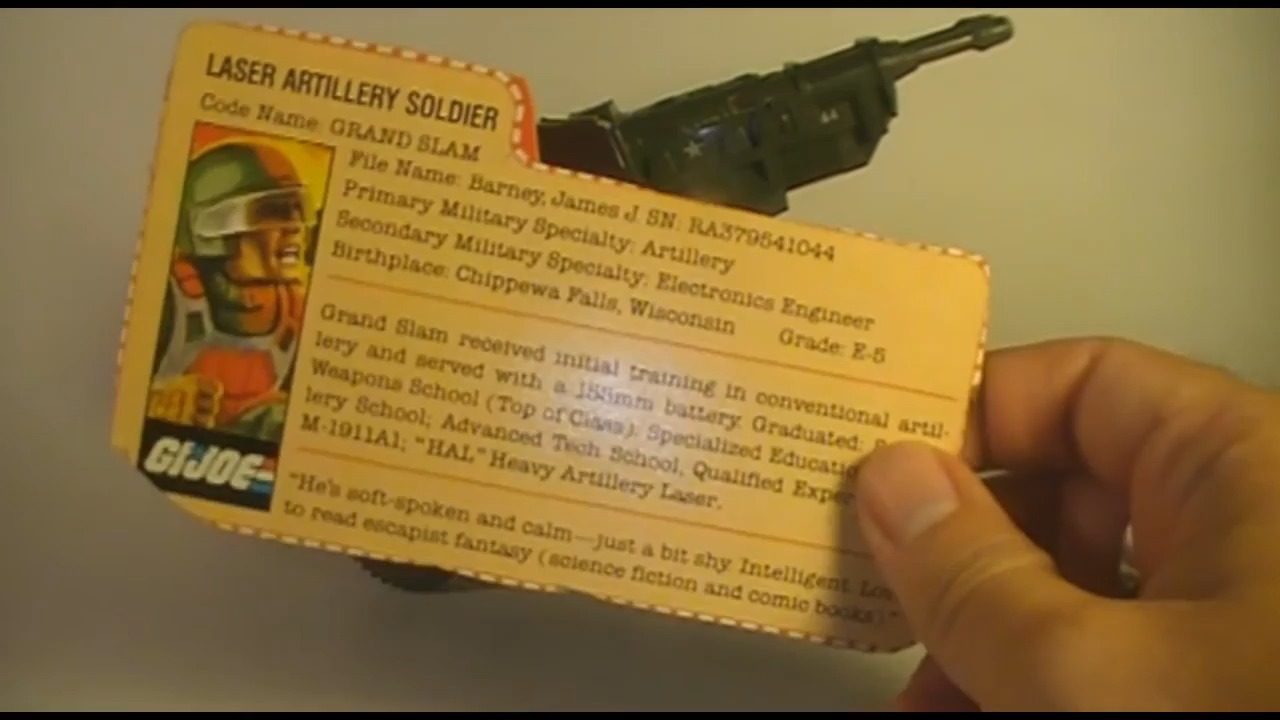 LASER ARTILLERY SOLDIER
Code Name: GRAND SLAM
File Name: Barney, James J. SN: RA379541044
Primary Military Specialty: Artillery
Secondary Military Specialty: Electronics Engineer
Birthplace: Chippewa Falls, Wisconsin Grade: E-5
Grand Slam received initial training in conventional artil-
lery and served with a 155mm battery. Graduated:
Weapons School (Top of Class). Specialized Educatio
lery School; Advanced Tech School, Qualified Exper
M-1911A1; "HAL" Heavy Artillery Laser.
"He's soft-spoken and calm—just a bit shy. Intelligent. Lo
to read escapist fantasy (science fiction and comic books)."
GI JOE
44